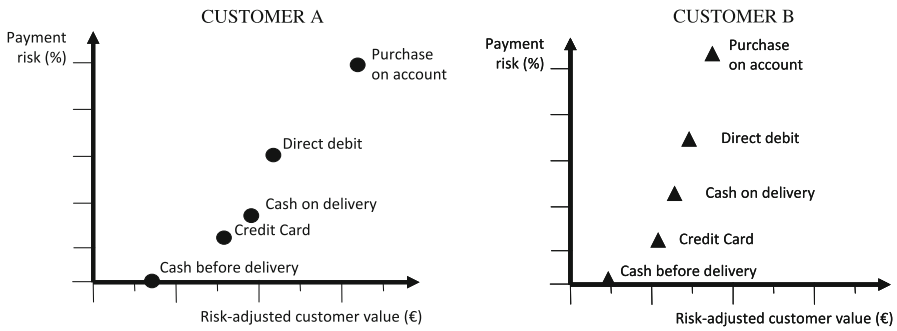 CUSTOMER A
Payment
risk (%)
Purchase
on account
Direct debit
Cash on delivery
Credit Card
Cash before delivery
Risk-adjusted customer value (€)
CUSTOMER B
Payment
risk (%)
Purchase
on account
Direct debit
Cash on delivery
Credit Card
Cash before delivery
Risk-adjusted customer value (€)